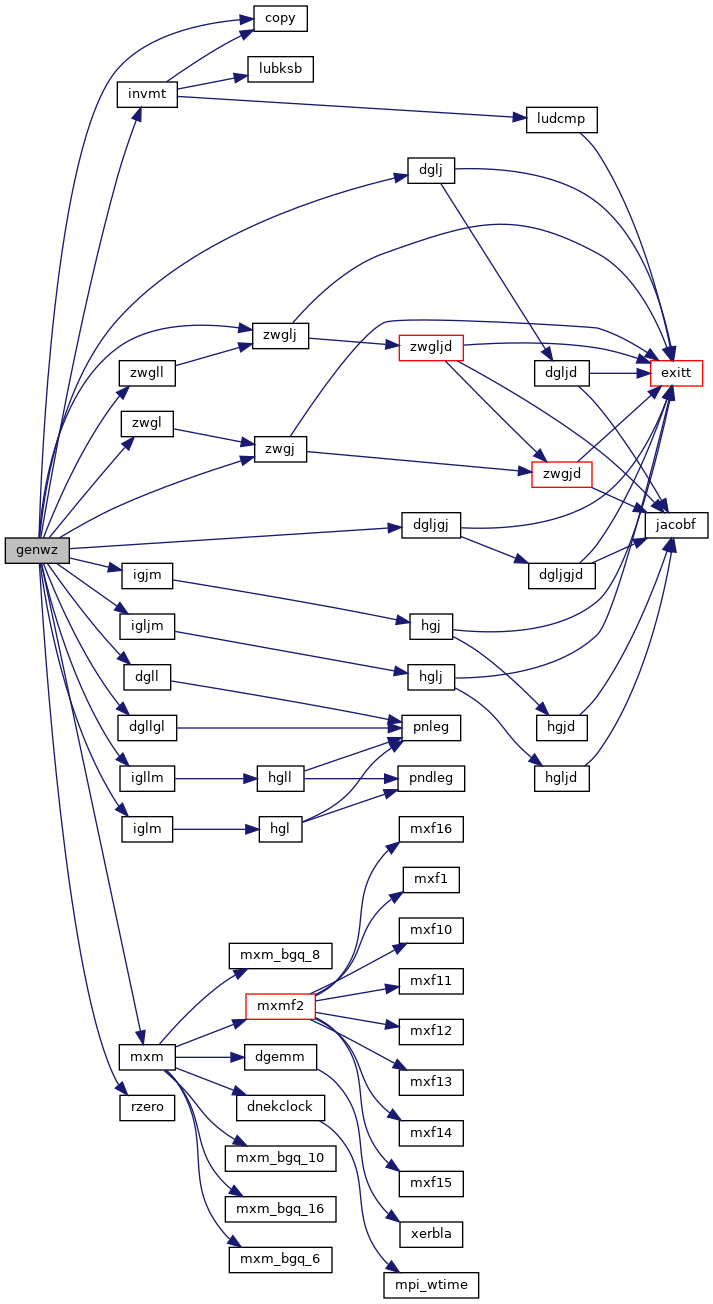 copy
lubksb
invmt
ludcmp
dglj
zwglj
zwgljd
zwgll
dgljd
exitt
zwgl
zwgj
zwgjd
dgljgj
jacobf
genwz
igjm
dgljgjd
igljm
hgj
dgll
hglj
dgllgl
pnleg
hgjd
igllm
hgll
pndleg
hgljd
iglm
hgl
mxf16
mxf1
mxf10
mxm_bgq_8
mxf11
mxmf2
mxf12
mxm
dgemm
mxf13
rzero
dnekclock
mxf14
mxm_bgq_10
mxf15
mxm_bgq_16
xerbla
mxm_bgq_6
mpi_wtime